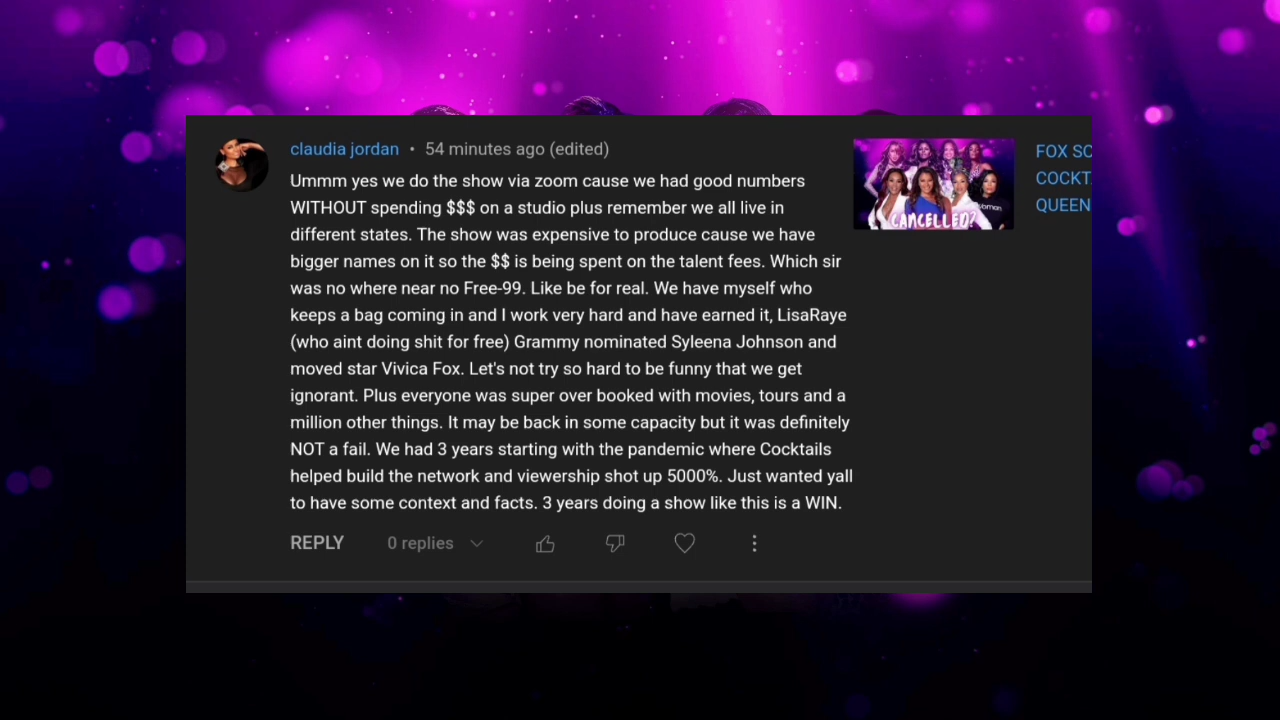 claudia jordan • 54 minutes ago (edited)
Ummm yes we do the show via zoom cause we had good numbers
WITHOUT spending $$$ on a studio plus remember we all live in
different states. The show was expensive to produce cause we have
bigger names on it so the $$ is being spent on the talent fees. Which sir
was no where near no Free-99. Like be for real. We have myself who
keeps a bag coming in and I work very hard and have earned it, LisaRaye
(who aint doing shit for free) Grammy nominated Syleena Johnson and
moved star Vivica Fox. Let's not try so hard to be funny that we get
ignorant. Plus everyone was super over booked with movies, tours and a
million other things. It may be back in some capacity but it was definitely
NOT a fail. We had 3 years starting with the pandemic where Cocktails
helped build the network and viewership shot up 5000%. Just wanted yall
to have some context and facts. 3 years doing a show like this is a WIN.
REPLY 0 replies
CANCELLED?
FOX SO
COCKT
QUEEN